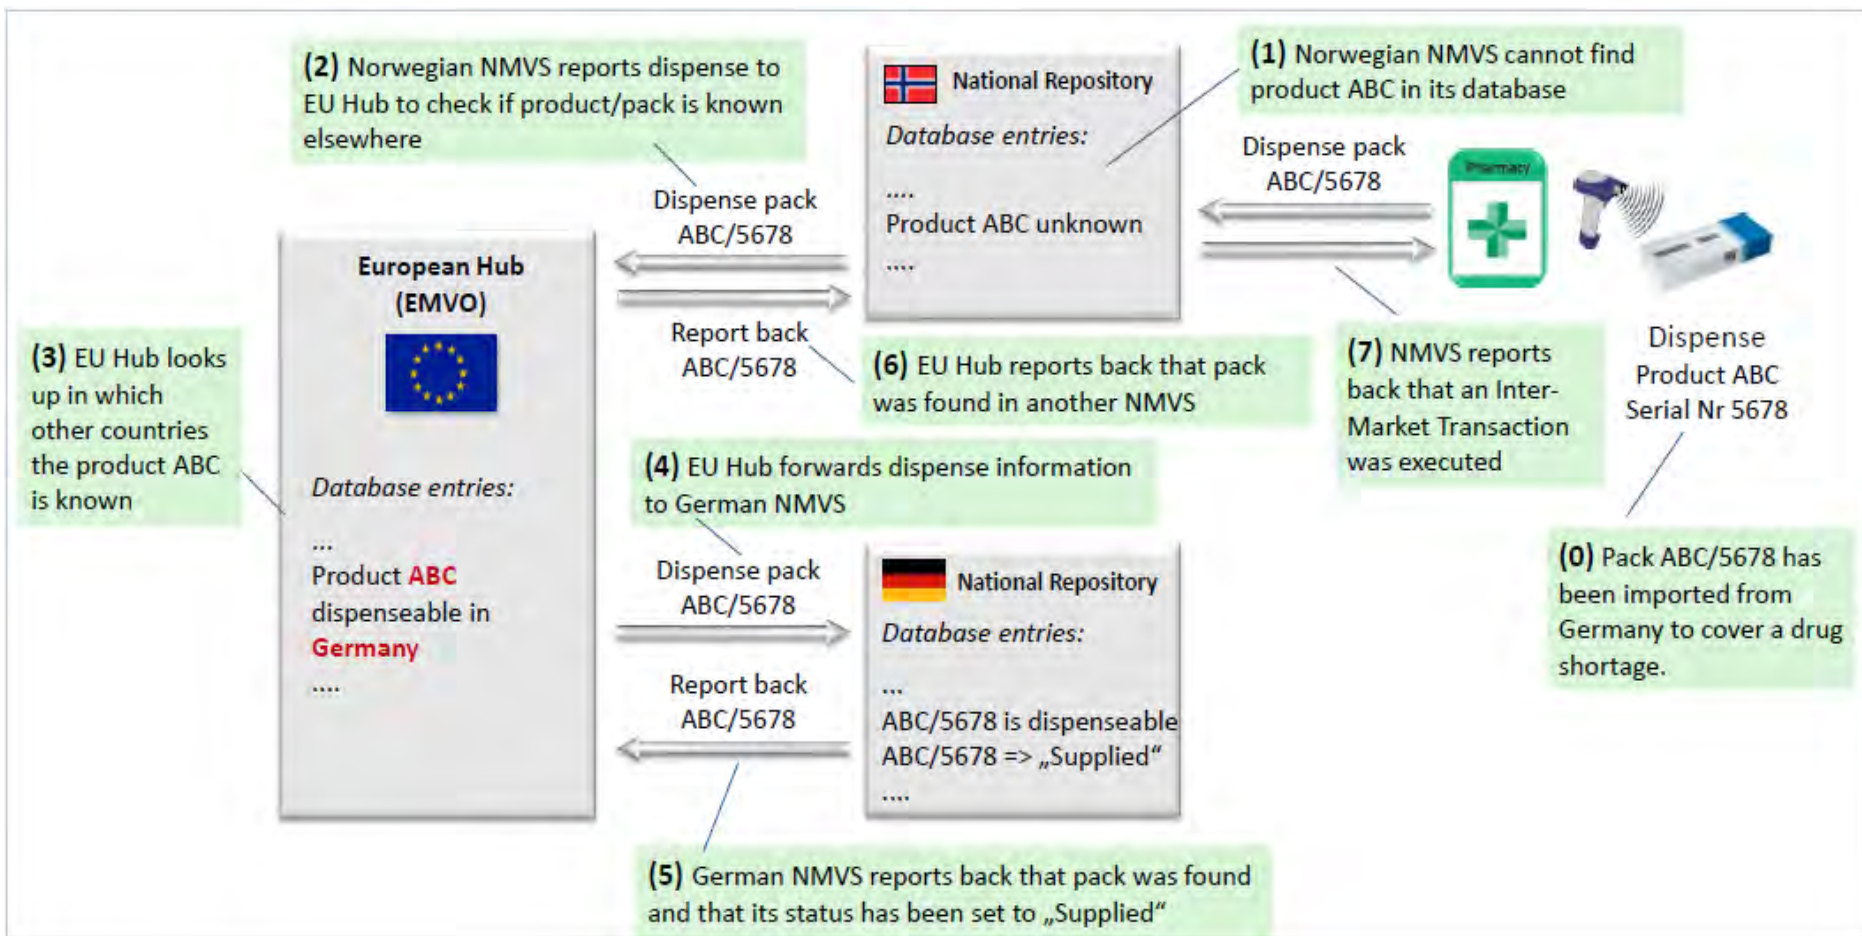 (2) Norwegian NMVS reports dispense to
EU Hub to check if product/pack is known
elsewhere
National Repository
Database entries:
....
Product ABC unknown
....
(1) Norwegian NMVS cannot find
product ABC in its database
Dispense pack
ABC/5678
Pharmacy
Dispense pack
ABC/5678
Report back
ABC/5678
European Hub
(EMVO)
Database entries:
...
Product ABC
dispenseable in
Germany
....
(3) EU Hub looks
up in which
other countries
the product ABC
is known
(6) EU Hub reports back that pack
was found in another NMVS
(7) NMVS reports
back that an Inter-
Market Transaction
was executed
Dispense
Product ABC
Serial Nr 5678
(4) EU Hub forwards dispense information
to German NMVS
Dispense pack
ABC/5678
Report back
ABC/5678
National Repository
Database entries:
...
ABC/5678 is dispenseable
ABC/5678 => „Supplied“
....
(0) Pack ABC/5678 has
been imported from
Germany to cover a drug
shortage.
(5) German NMVS reports back that pack was found
and that its status has been set to „Supplied“